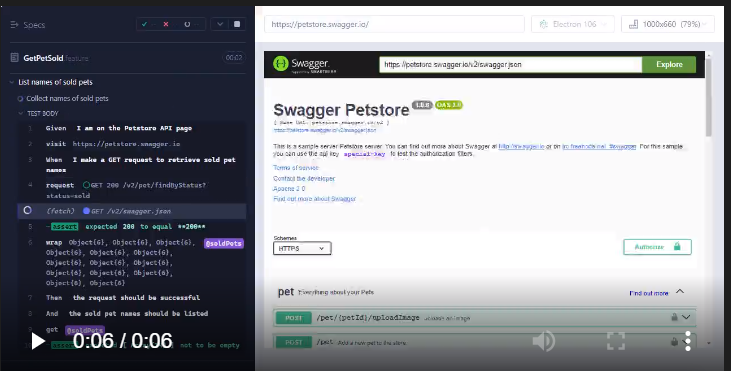 Specs
GetPetSold feature
00:02
List names of sold pets
Collect names of sold pets
TEST BODY
1 Given I am on the Petstore API page
2 visit https://petstore.swagger.io
3 When I make a GET request to retrieve sold pet
names
4 request GET 200 /v2/pet/findByStatus?
status=sold
(fetch) GET /v2/swagger.json
5 -assert expected 200 to equal **200**
6 wrap Object{6}, Object{6}, Object{6}, @soldPets
Object{6}, Object{6}, Object{6},
Object{6}, Object{6}, Object{6},
Object{6}, Object{6}, Object{6},
Object{6}, Object{6}
7 Then the request should be successful
8 And the sold pet names should be listed
9 get @soldPets
not to be empty
0:06 / 0:06
https://petstore.swagger.io/
Electron 106
1000x660 (79%)
Swagger.
https://petstore.swagger.io/v2/swagger.json
Explore
Swagger Petstore
OAS 2.0
[ Base URL: petstore.swagger.io/v2 ]
https://petstore.swagger.io/v2/swagger.json
This is a sample server Petstore server. You can find out more about Swagger at http://swagger.io or on irc.freenode.net, #swagger. For this sample,
you can use the api key special-key to test the authorization filters.
Terms of service
Contact the developer
Apache 2.0
Find out more about Swagger
Schemes
HTTPS
Authorize
pet Everything about your Pets
Find out more
POST /pet/{petId}/uploadImage uploads an image
POST /pet Add a new pet to the store